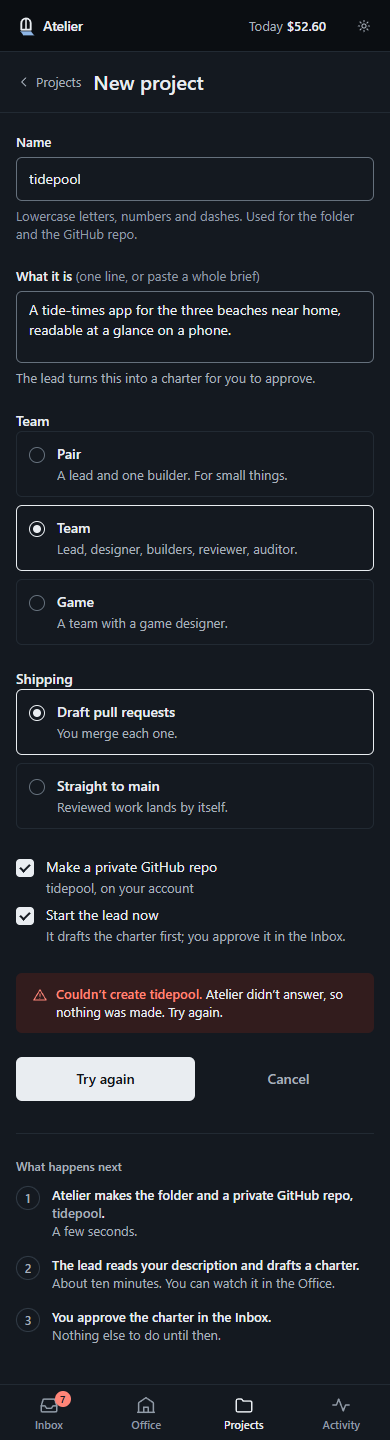 Atelier
Today $52.60
Projects
New project
Name
tidepool
Lowercase letters, numbers and dashes. Used for the folder
and the GitHub repo.
What it is (one line, or paste a whole brief)
A tide-times app for the three beaches near home,
readable at a glance on a phone.
The lead turns this into a charter for you to approve.
Team
Pair
A lead and one builder. For small things.
Team
Lead, designer, builders, reviewer, auditor.
Game
A team with a game designer.
Shipping
Draft pull requests
You merge each one.
Straight to main
Reviewed work lands by itself.
Make a private GitHub repo
tidepool, on your account
Start the lead now
It drafts the charter first; you approve it in the Inbox.
Couldn't create tidepool. Atelier didn't answer, so
nothing was made. Try again.
Try again
Cancel
What happens next
1
Atelier makes the folder and a private GitHub repo,
tidepool.
A few seconds.
2
The lead reads your description and drafts a charter.
About ten minutes. You can watch it in the Office.
3
You approve the charter in the Inbox.
Nothing else to do until then.
7
Inbox
Office
Projects
Activity